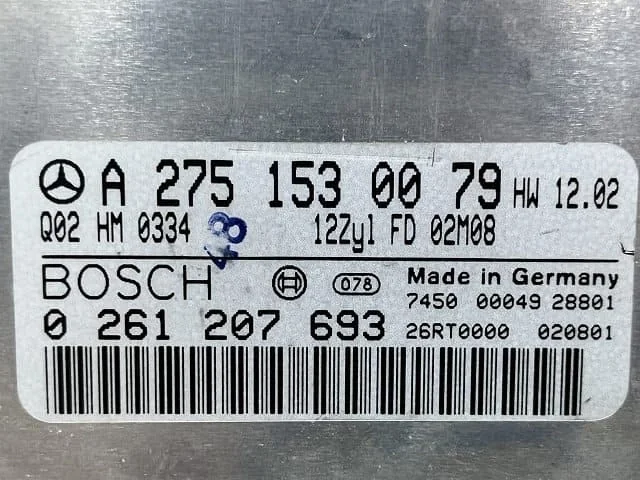 A 275 153 00 79 HW 12.02
Q02 HM 0334 48 12Zyl FD 02M08
BOSCH 078 Made in Germany
7450 00049 28801
0 261 207 693 26RT0000 020801